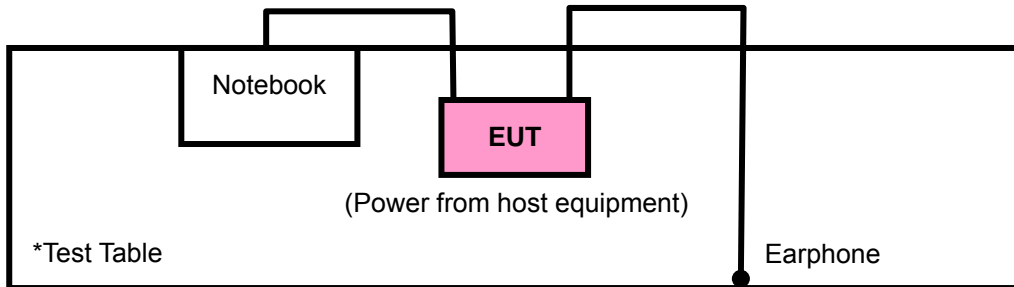 Notebook
EUT
(Power from host equipment)
*Test Table
Earphone